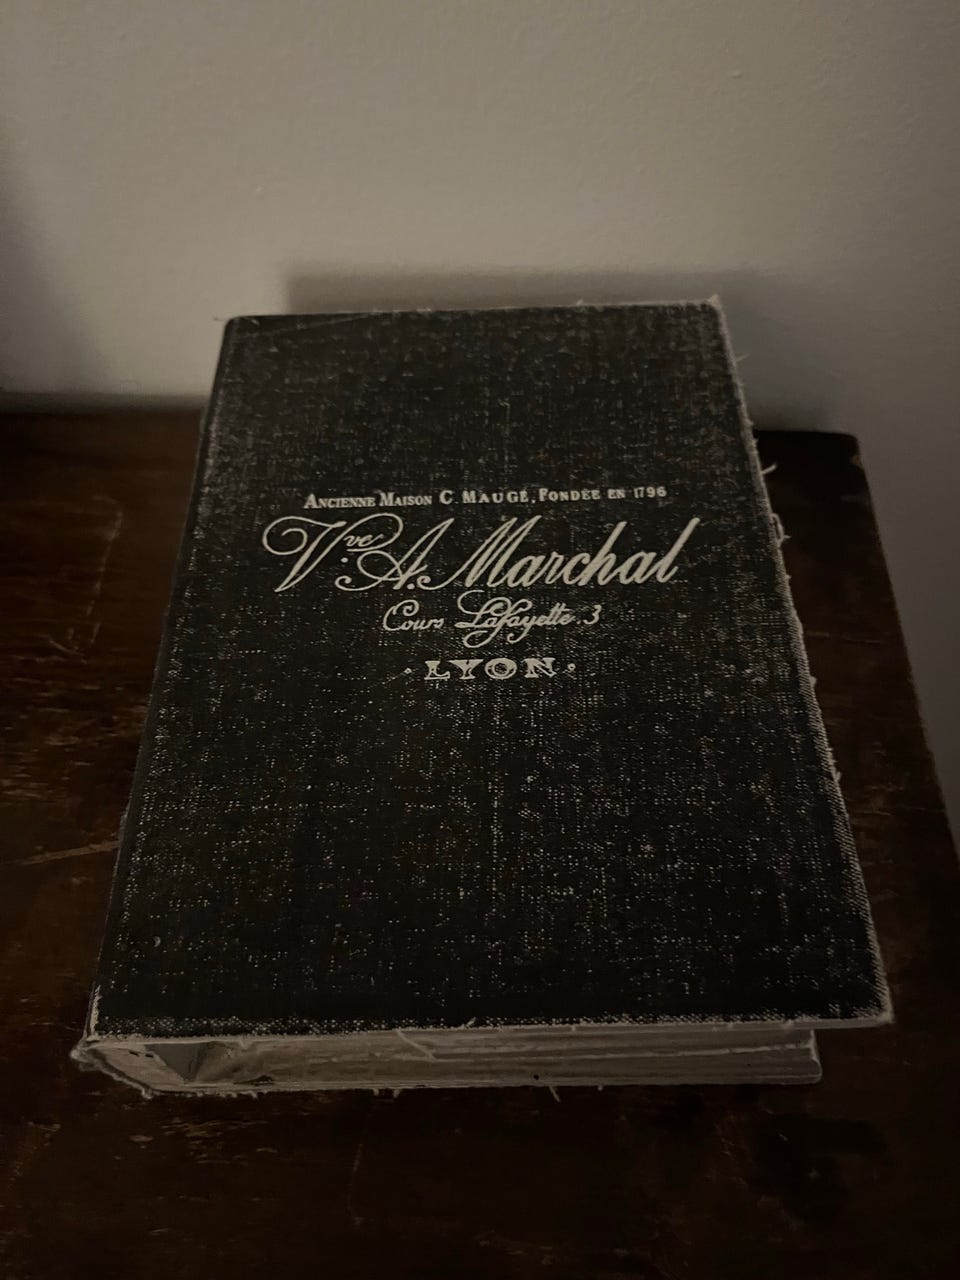 Ancienne Maison C Maugé, Fondée en 1796
Vve A. Marchal
Cours Lafayette. 3
· LYON ·